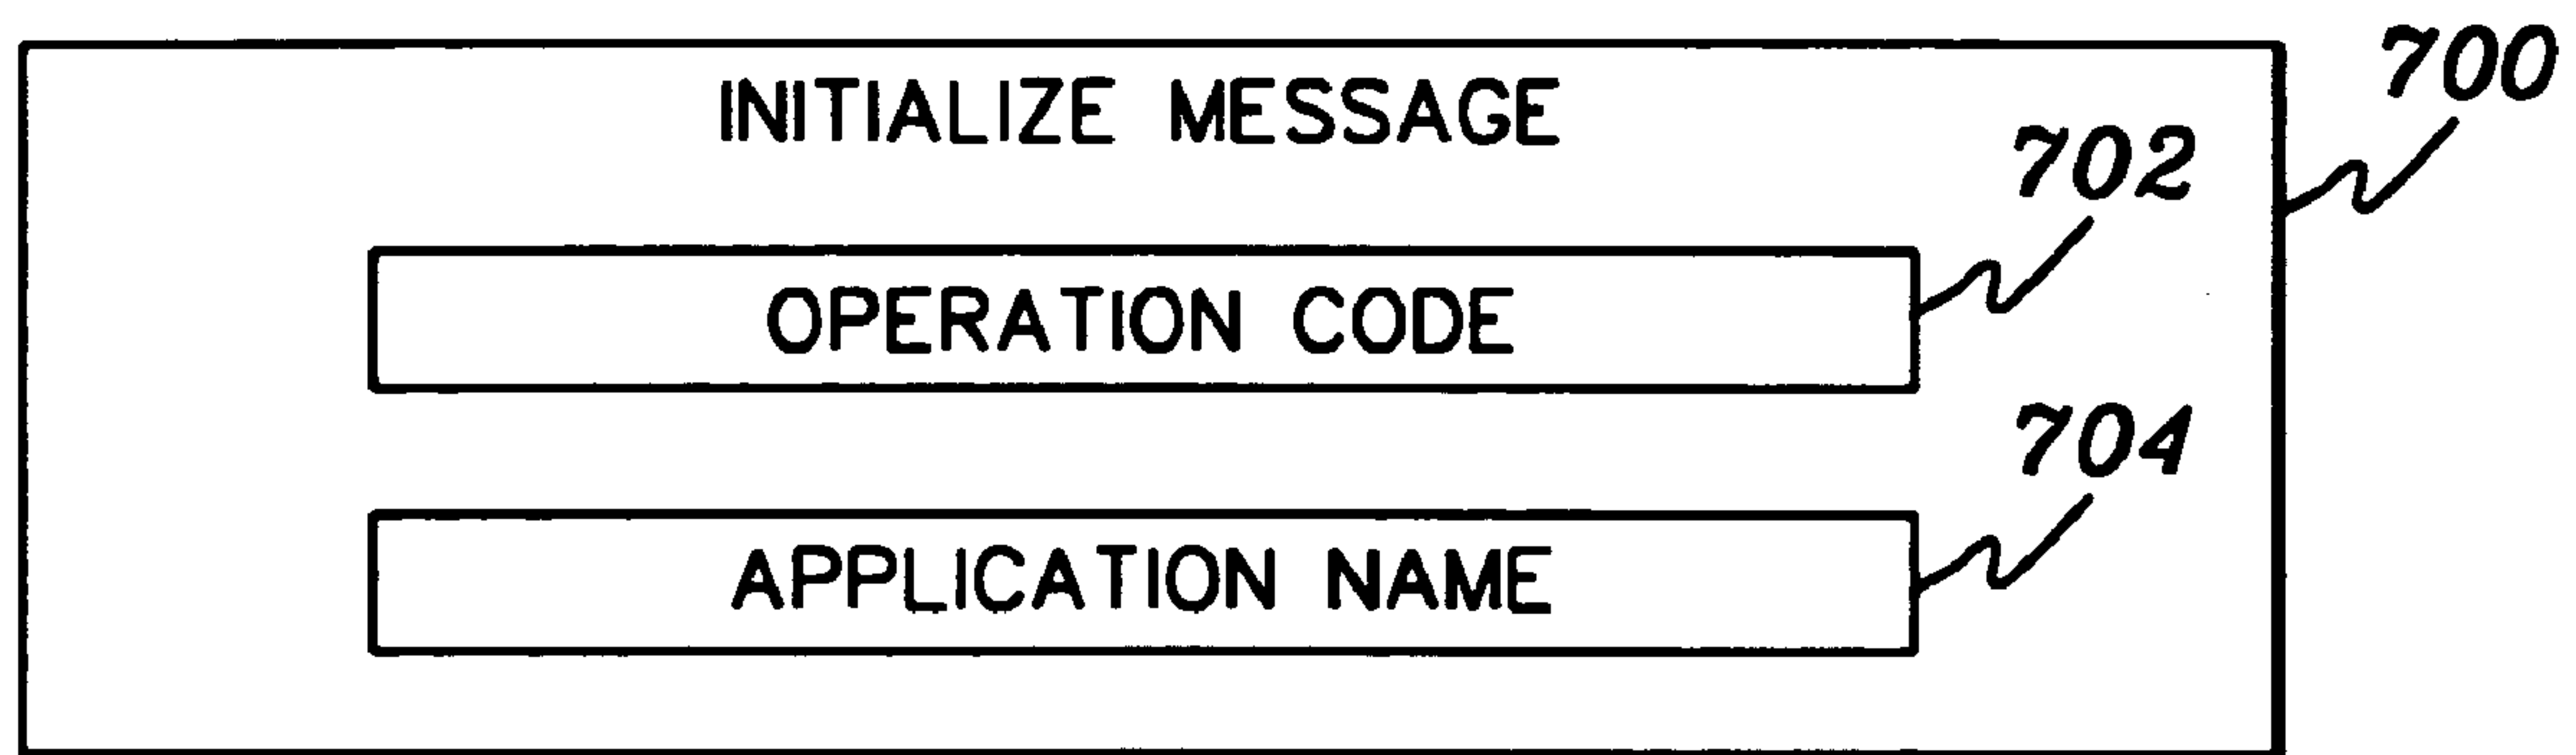 INITIALIZE MESSAGE
700
702
OPERATION CODE
704
APPLICATION NAME